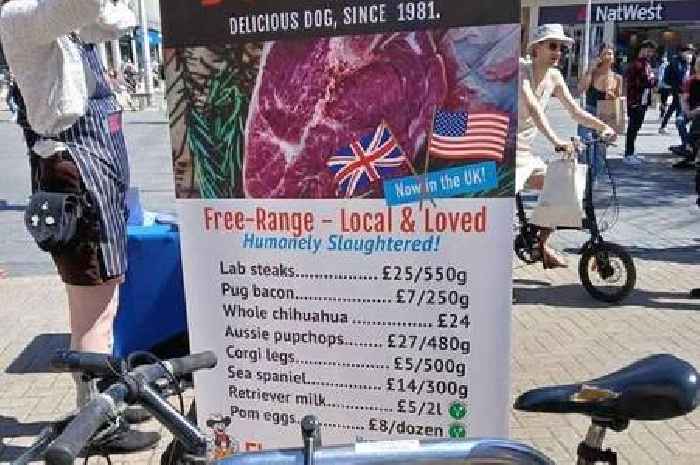 DELICIOUS DOG, SINCE 1981.
NatWest
Now in the UK!
Free-Range - Local & Loved
Humanely Slaughtered!
Lab steaks.................. £25/550g
Pug bacon......................... £7/250g
Whole chihuahua .................. £24
Aussie pupchops........ £27/480g
Corgi legs...................... £5/500g
Sea spaniel................ £14/300g
Retriever milk.................. £5/2l
Pom eggs................. £8/dozen